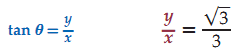 tan θ = y/x    y/x = √3/3